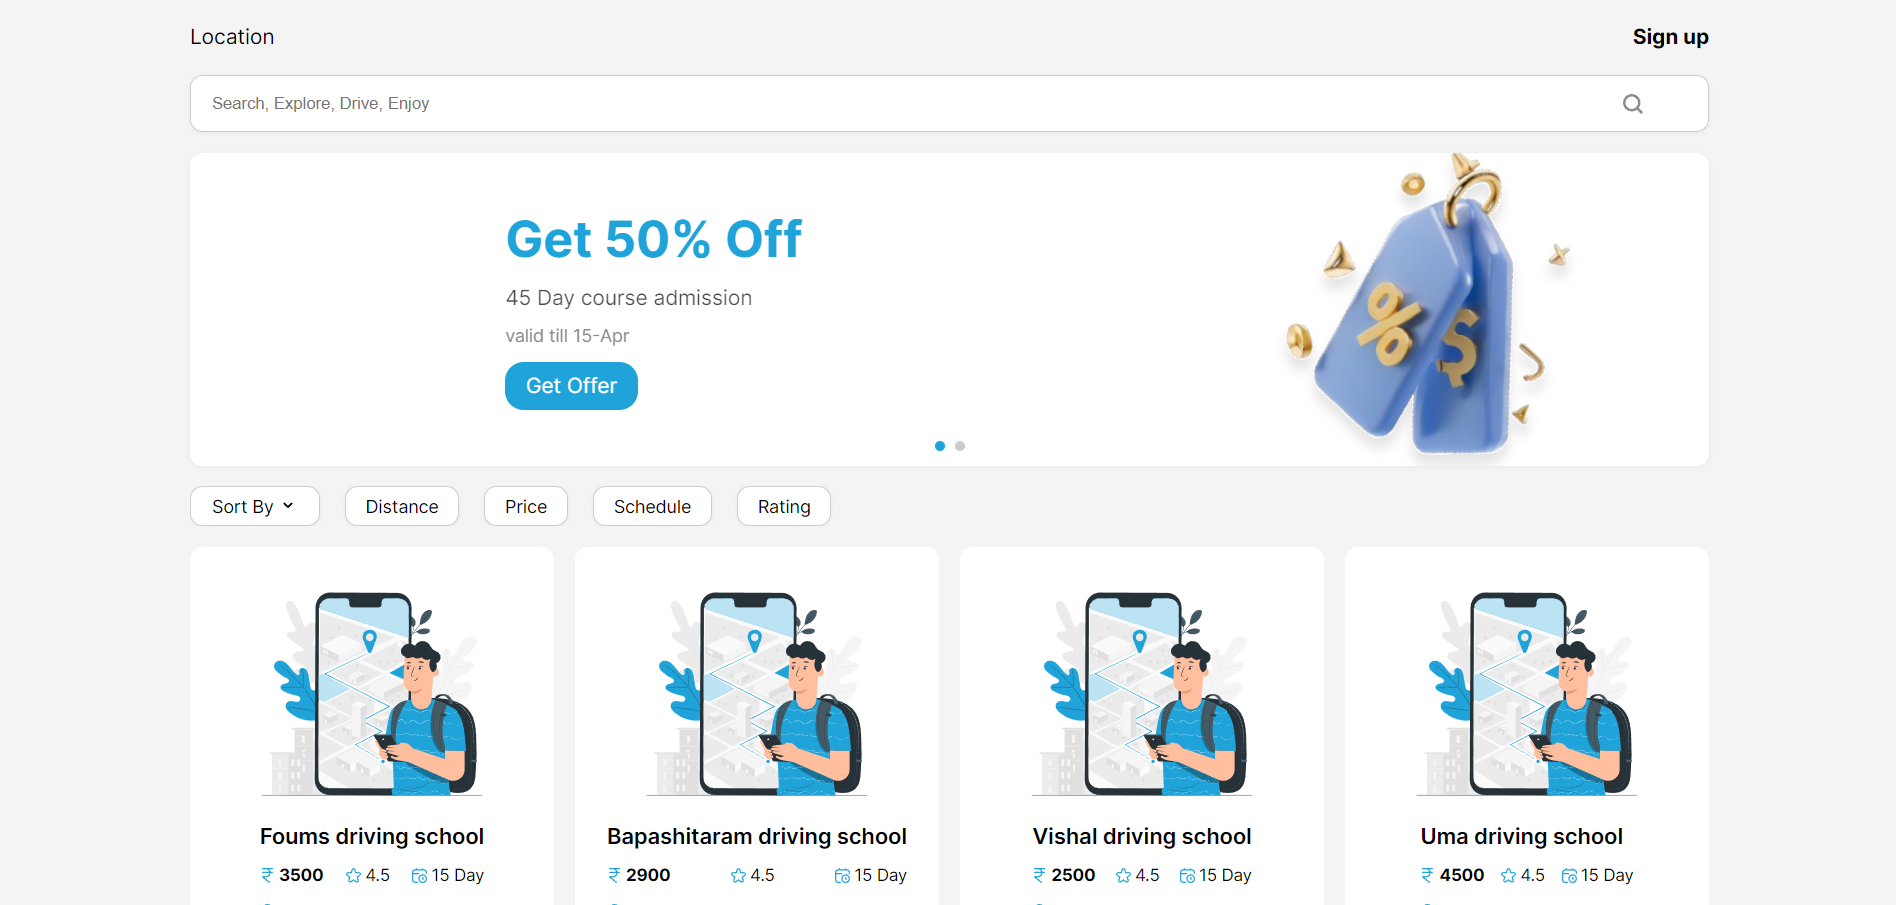 Location
Sign up
Search, Explore, Drive, Enjoy
Get 50% Off
45 Day course admission
valid till 15-Apr
Get Offer
% $
Sort By
Distance
Price
Schedule
Rating
Foums driving school
₹ 3500 4.5 15 Day
Bapashitaram driving school
₹ 2900 4.5 15 Day
Vishal driving school
₹ 2500 4.5 15 Day
Uma driving school
₹ 4500 4.5 15 Day